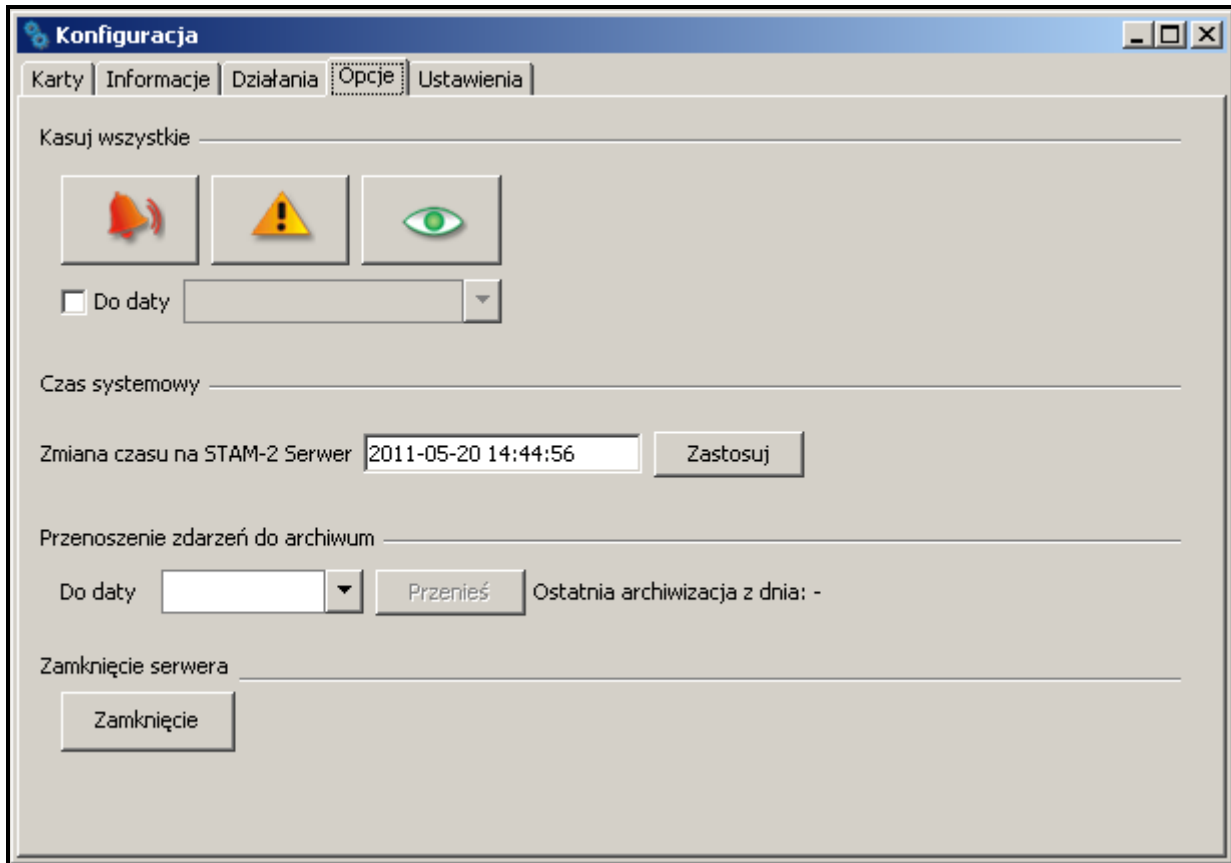 Konfiguracja
Karty Informacje Działania Opcje Ustawienia
Kasuj wszystkie
Do daty
Czas systemowy
Zmiana czasu na STAM-2 Serwer 2011-05-20 14:44:56 Zastosuj
Przenoszenie zdarzeń do archiwum
Do daty Przenieś Ostatnia archiwizacja z dnia: -
Zamknięcie serwera
Zamknięcie